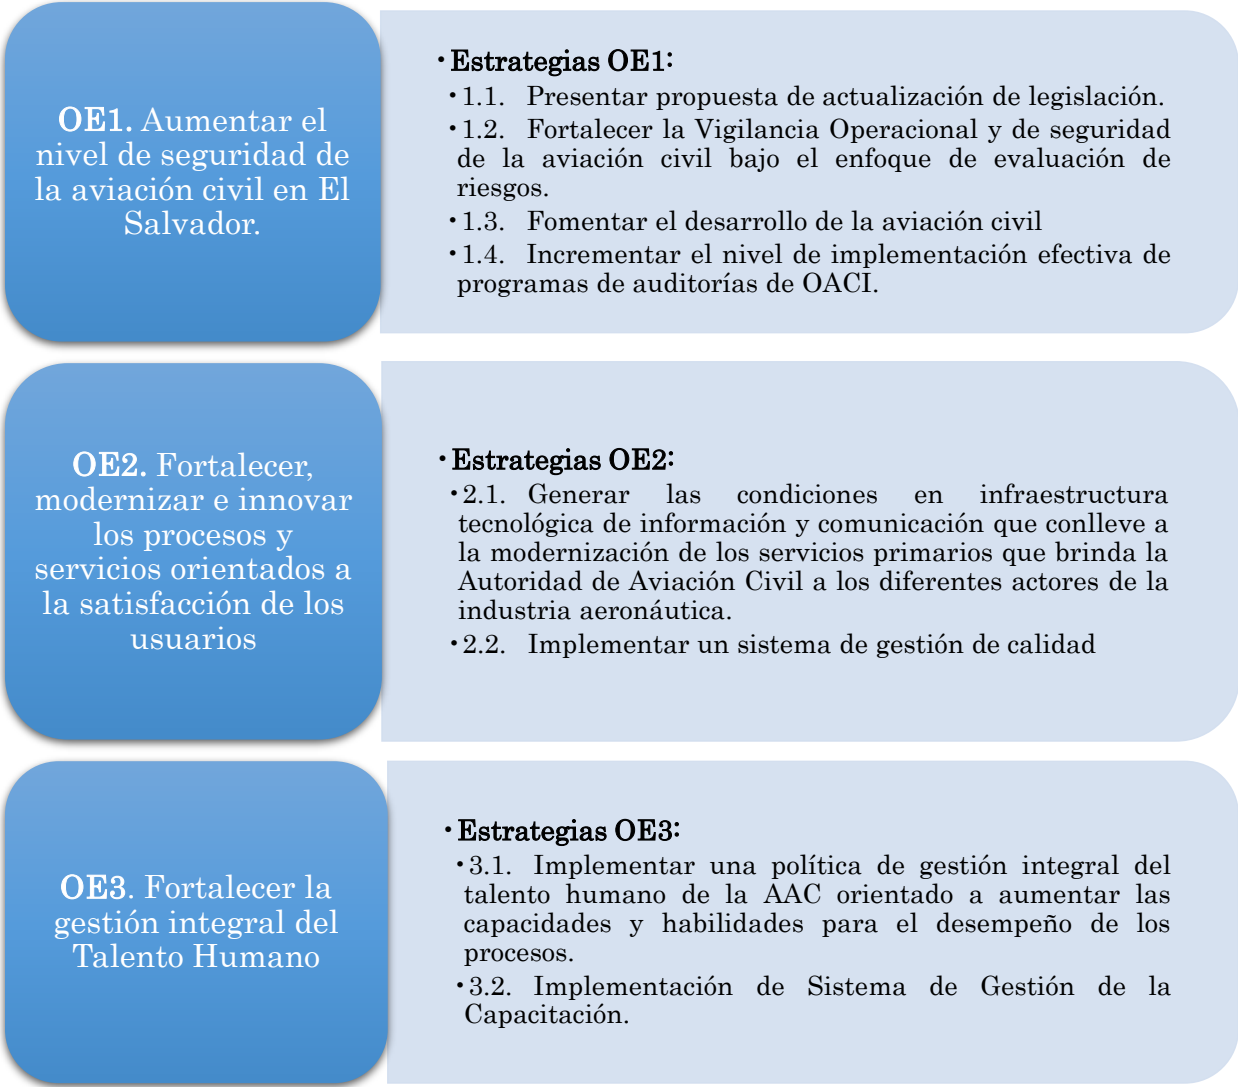 OE1. Aumentar el
nivel de seguridad de
la aviación civil en El
Salvador.
·Estrategias OE1:
·1.1. Presentar propuesta de actualización de legislación.
·1.2. Fortalecer la Vigilancia Operacional y de seguridad
de la aviación civil bajo el enfoque de evaluación de
riesgos.
·1.3. Fomentar el desarrollo de la aviación civil
·1.4. Incrementar el nivel de implementación efectiva de
programas de auditorías de OACI.
OE2. Fortalecer,
modernizar e innovar
los procesos y
servicios orientados a
la satisfacción de los
usuarios
·Estrategias OE2:
·2.1. Generar las condiciones en infraestructura
tecnológica de información y comunicación que conlleve a
la modernización de los servicios primarios que brinda la
Autoridad de Aviación Civil a los diferentes actores de la
industria aeronáutica.
·2.2. Implementar un sistema de gestión de calidad
OE3. Fortalecer la
gestión integral del
Talento Humano
·Estrategias OE3:
·3.1. Implementar una política de gestión integral del
talento humano de la AAC orientado a aumentar las
capacidades y habilidades para el desempeño de los
procesos.
·3.2. Implementación de Sistema de Gestión de la
Capacitación.